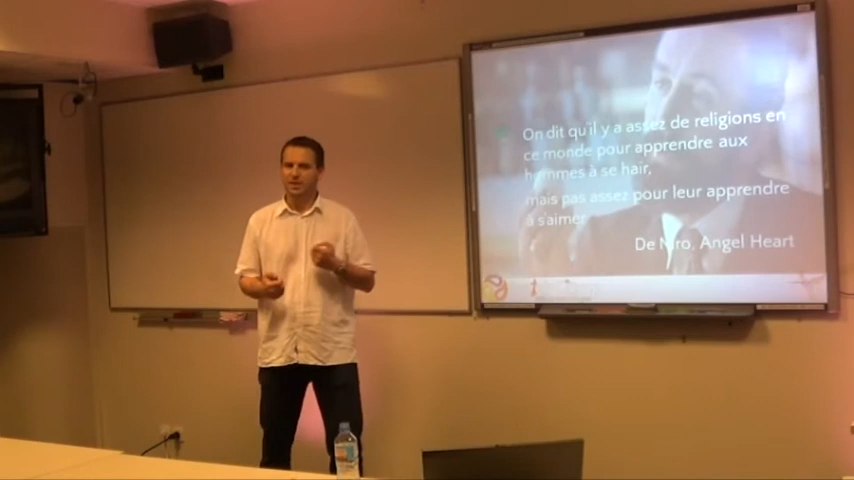 On dit qu'il y a assez de religions en
ce monde pour apprendre aux
hommes à se haïr,
mais pas assez pour leur apprendre
à s'aimer
De Niro, Angel Heart